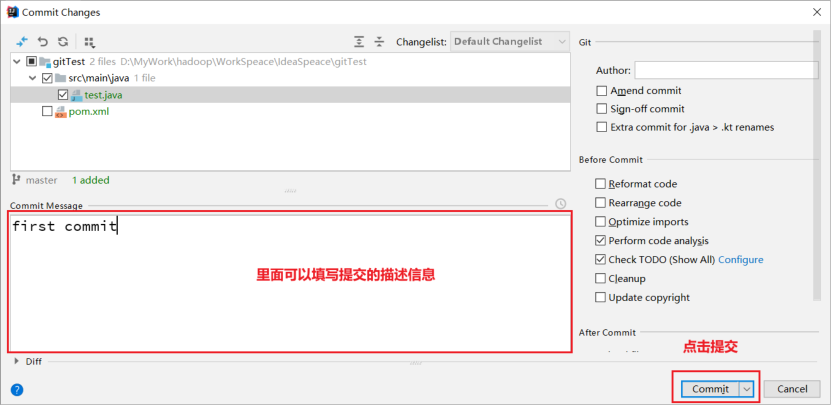 Commit Changes
Changelist: Default Changelist
gitTest 2 files D:\MyWork\hadoop\WorkSpeace\IdeaSpeace\gitTest
src\main\java 1 file
test.java
pom.xml
master 1 added
Commit Message
first commit
里面可以填写提交的描述信息
Diff
Git
Author:
Amend commit
Sign-off commit
Extra commit for .java > .kt renames
Before Commit
Reformat code
Rearrange code
Optimize imports
Perform code analysis
Check TODO (Show All) Configure
Cleanup
Update copyright
After Commit
点击提交
? Commit Cancel